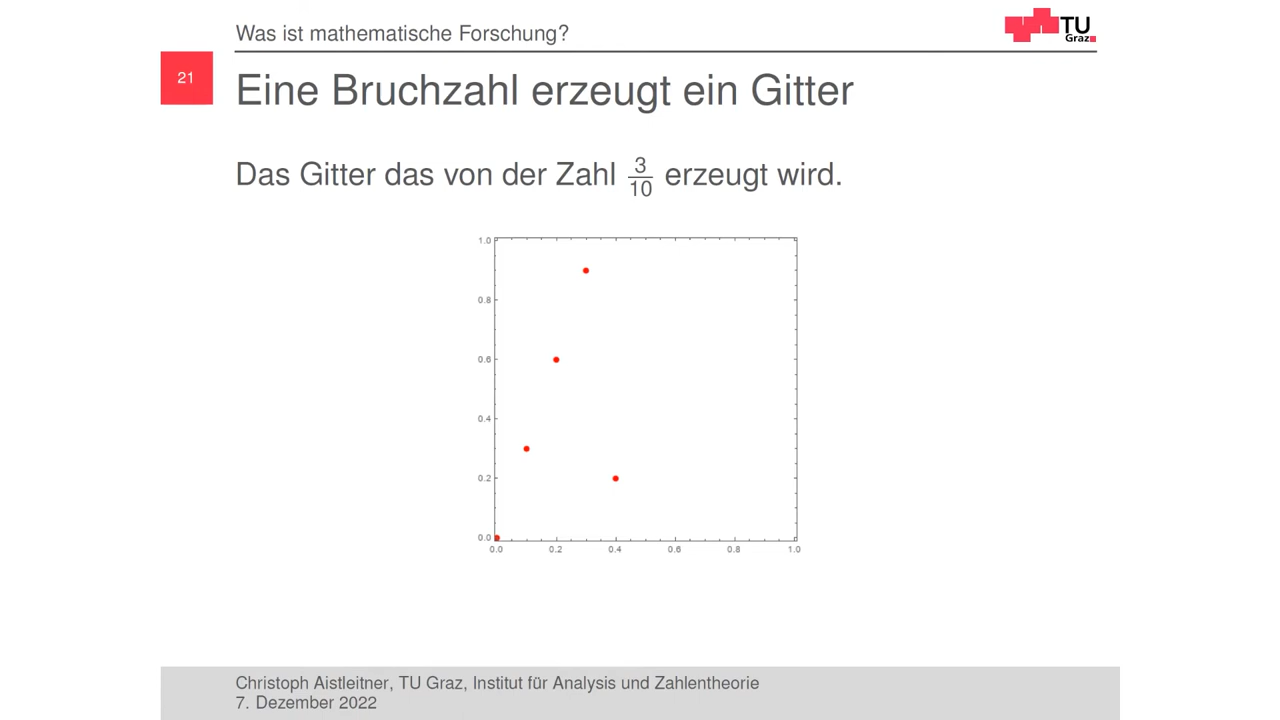 Was ist mathematische Forschung?
TU
Graz
21
Eine Bruchzahl erzeugt ein Gitter
Das Gitter das von der Zahl 3/10 erzeugt wird.
1.0
0.8
0.6
0.4
0.2
0.0
0.0 0.2 0.4 0.6 0.8 1.0
Christoph Aistleitner, TU Graz, Institut für Analysis und Zahlentheorie
7. Dezember 2022